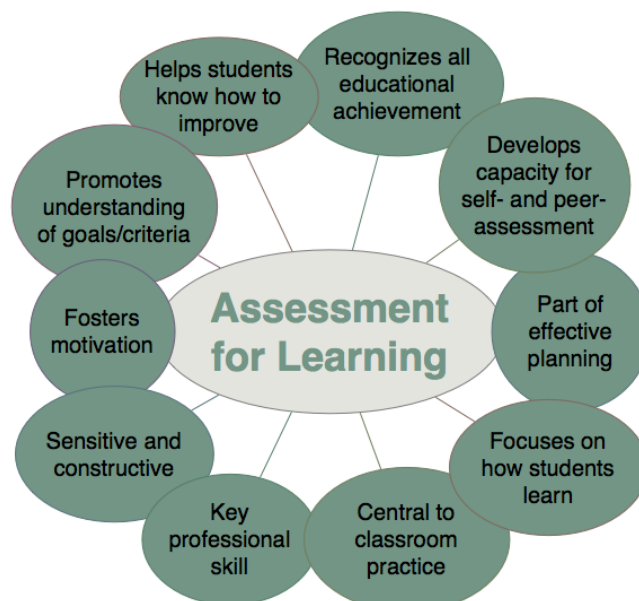 Recognizes all
educational
achievement
Develops
capacity for
self- and peer-
assessment
Part of
effective
planning
Focuses on
how students
learn
Central to
classroom
practice
Key
professional
skill
Sensitive and
constructive
Fosters
motivation
Promotes
understanding
of goals/criteria
Helps students
know how to
improve
Assessment
for Learning